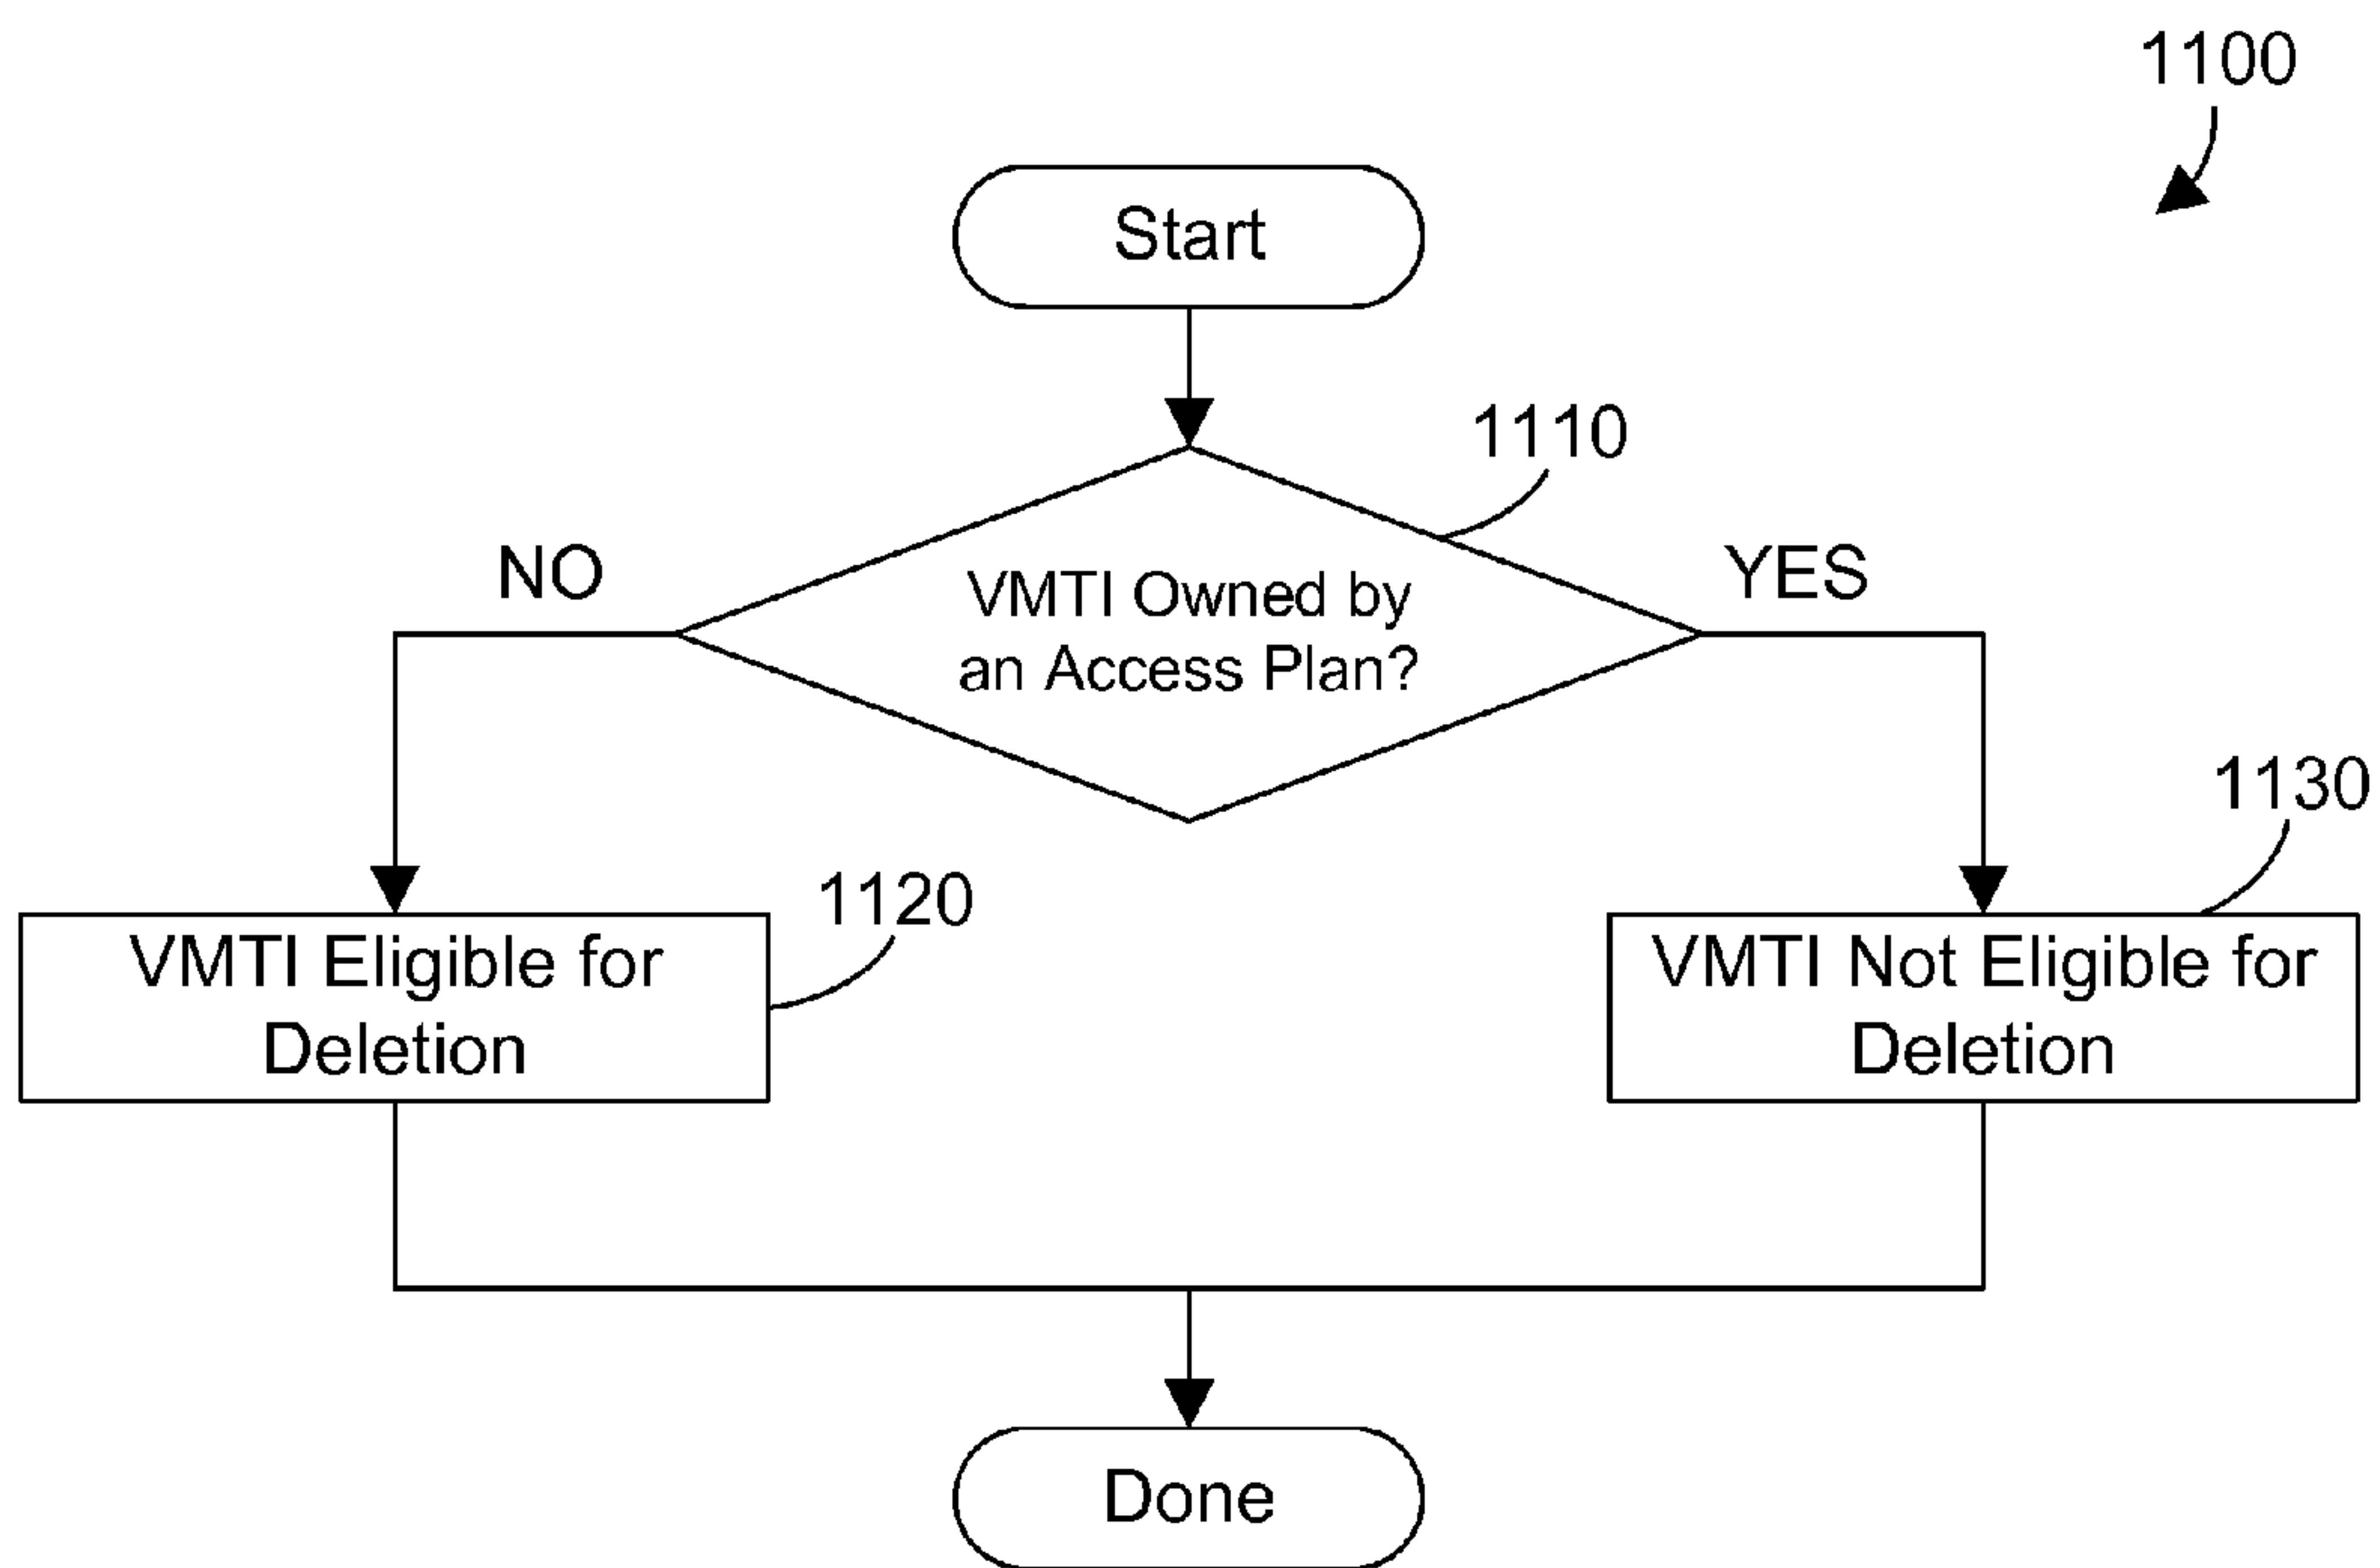 1100
Start
1110
NO
YES
VMTI Owned by
an Access Plan?
1130
1120
VMTI Eligible for
Deletion
VMTI Not Eligible for
Deletion
Done